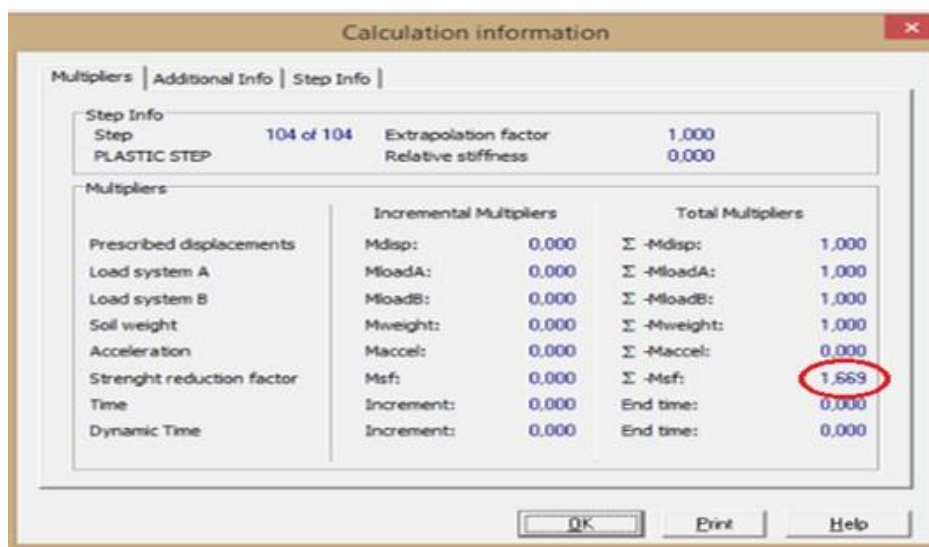 Calculation information
Multipliers Additional Info Step Info
Step Info
Step 104 of 104 Extrapolation factor 1,000
PLASTIC STEP Relative stiffness 0,000
Multipliers
Incremental Multipliers Total Multipliers
Prescribed displacements Mdisp: 0,000 Σ -Mdisp: 1,000
Load system A MloadA: 0,000 Σ -MloadA: 1,000
Load system B MloadB: 0,000 Σ -MloadB: 1,000
Soil weight Mweight: 0,000 Σ -Mweight: 1,000
Acceleration Maccel: 0,000 Σ -Maccel: 0,000
Strenght reduction factor Msf: 0,000 Σ -Msf: 1,669
Time Increment: 0,000 End time: 0,000
Dynamic Time Increment: 0,000 End time: 0,000
OK Print Help